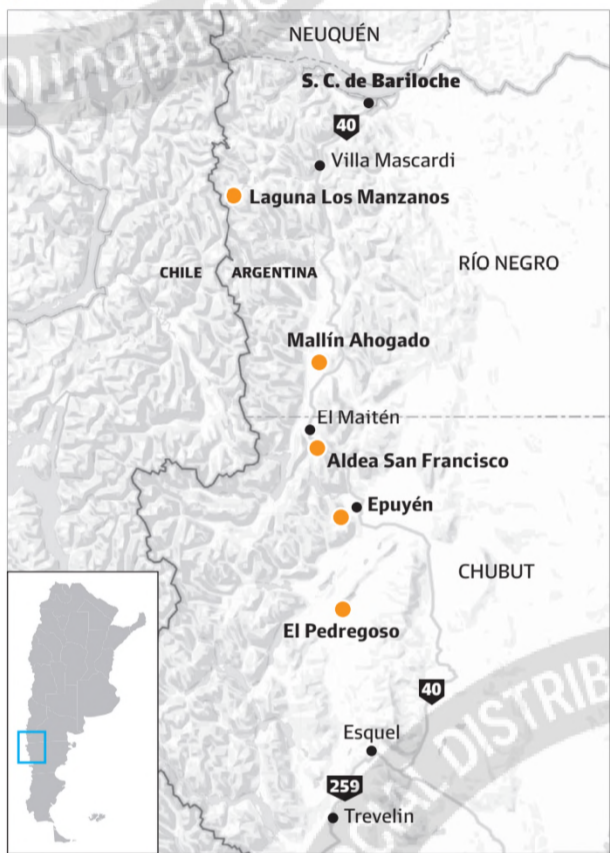 NEUQUÉN
S. C. de Bariloche
40
Villa Mascardi
Laguna Los Manzanos
CHILE ARGENTINA
RÍO NEGRO
Mallín Ahogado
El Maitén
Aldea San Francisco
Epuyén
CHUBUT
El Pedregoso
40
Esquel
259
Trevelin
DISTRIB